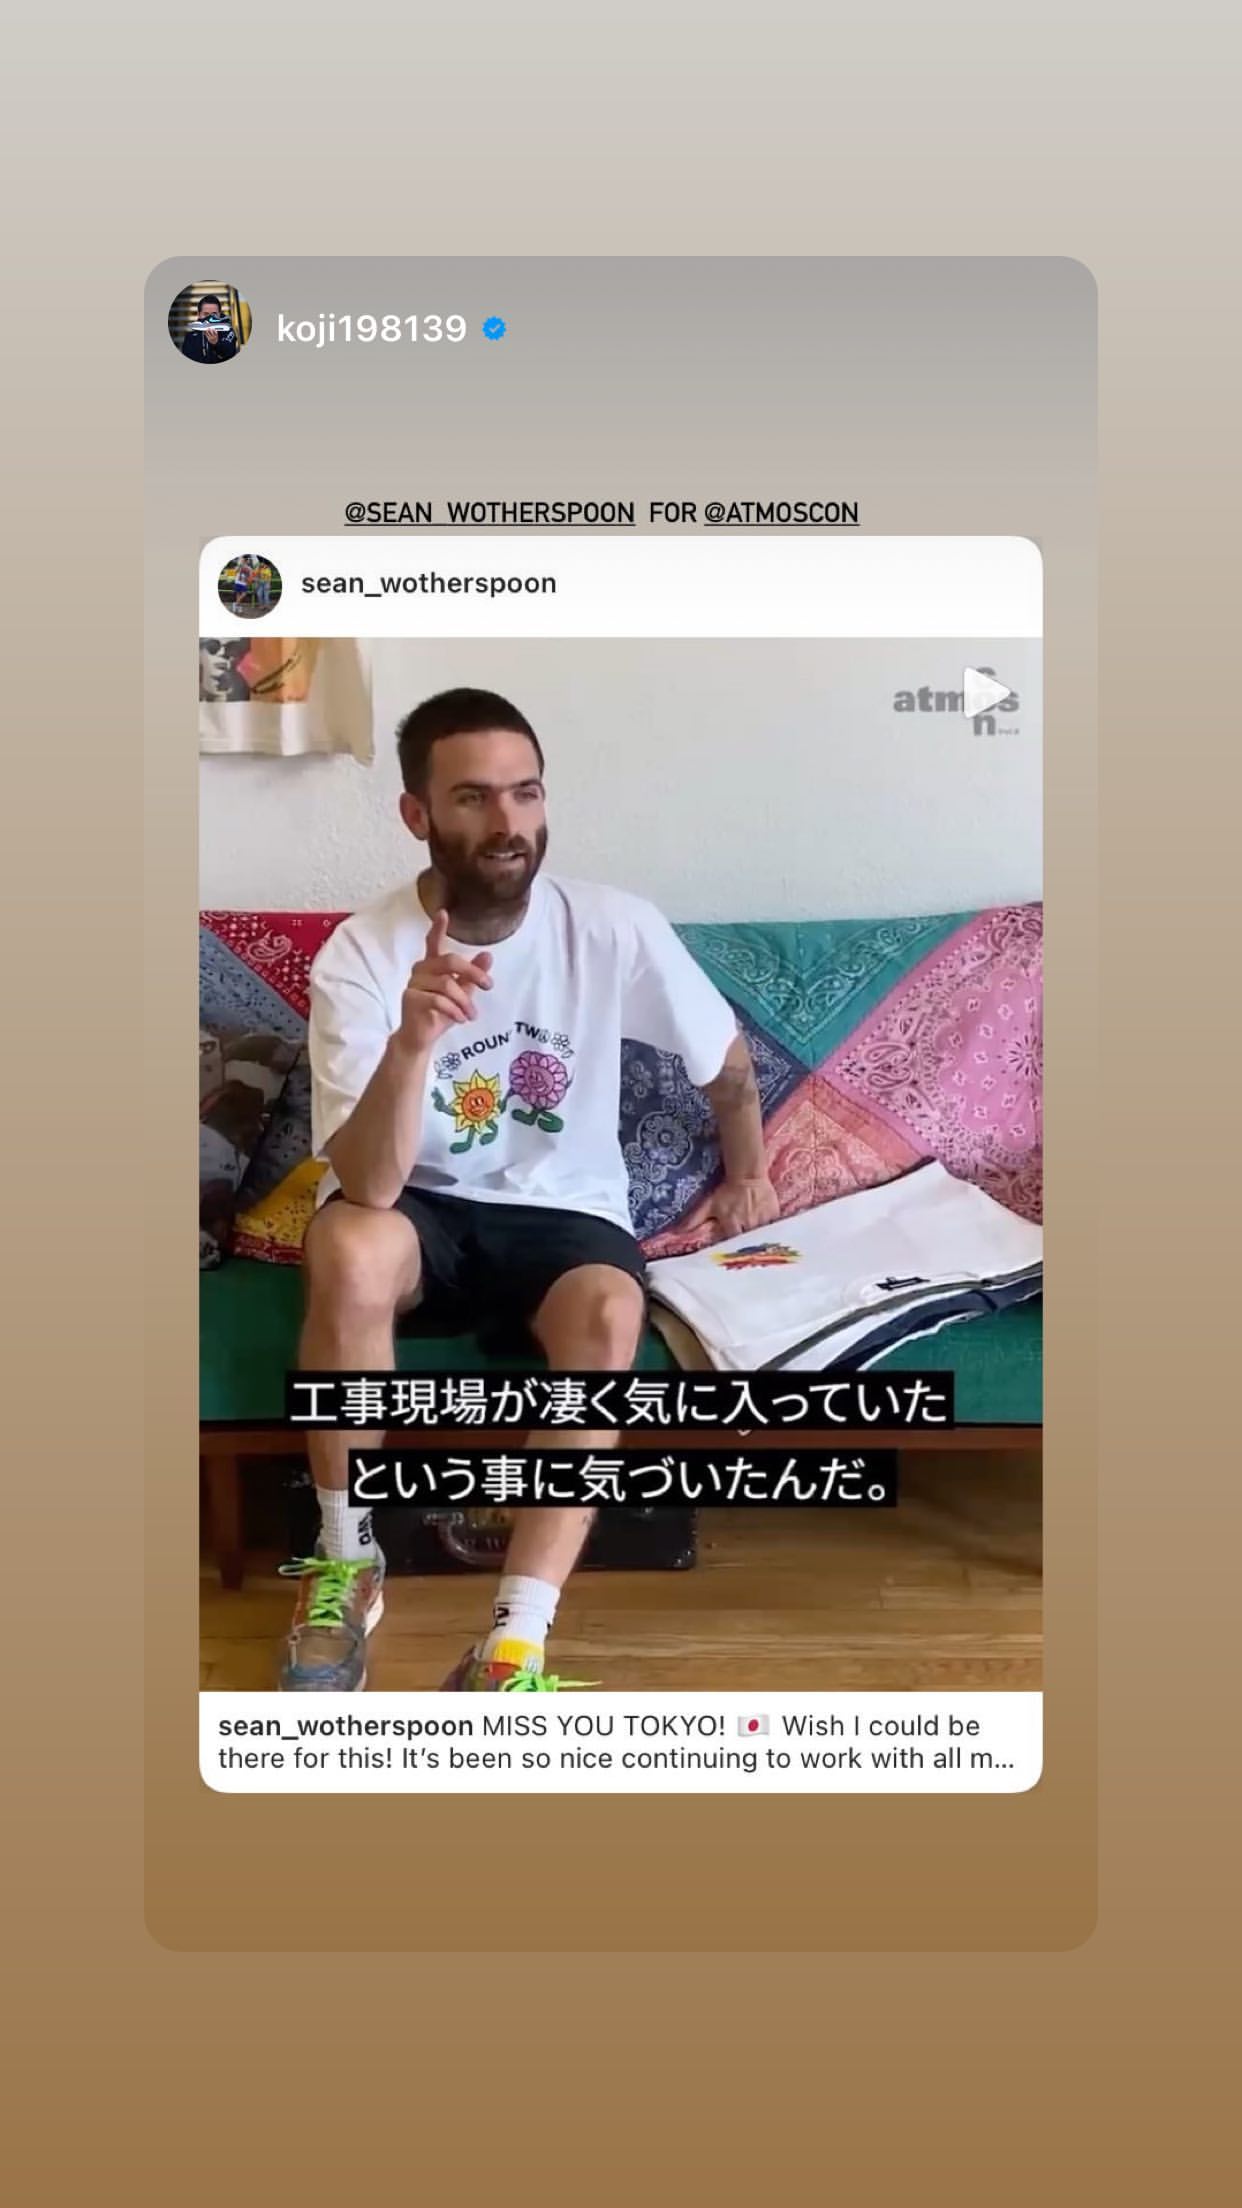 koji198139
@SEAN_WOTHERSPOON FOR @ATMOSCON
sean_wotherspoon
atmos
ROUN TWO
工事現場が凄く気に入っていた
という事に気づいたんだ。
sean_wotherspoon MISS YOU TOKYO! 🇯🇵 Wish I could be
there for this! It's been so nice continuing to work with all m...